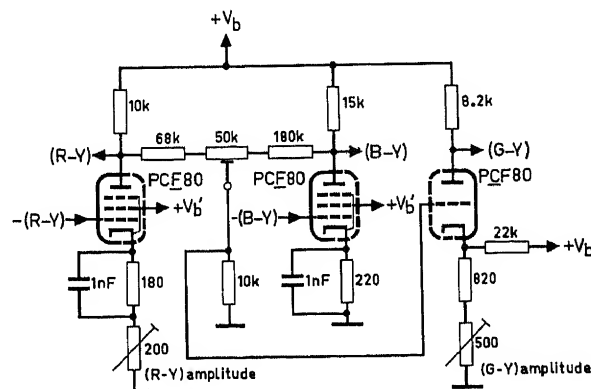 +Vb
10k
15k
8.2k
68k
50k
180k
(R-Y)
(B-Y)
(G-Y)
PCF80
PCF80
PCF80
-(R-Y)
+Vb'
-(B-Y)
+Vb'
22k
+Vb
1nF
180
10k
1nF
220
820
200
(R-Y) amplitude
500
(G-Y) amplitude